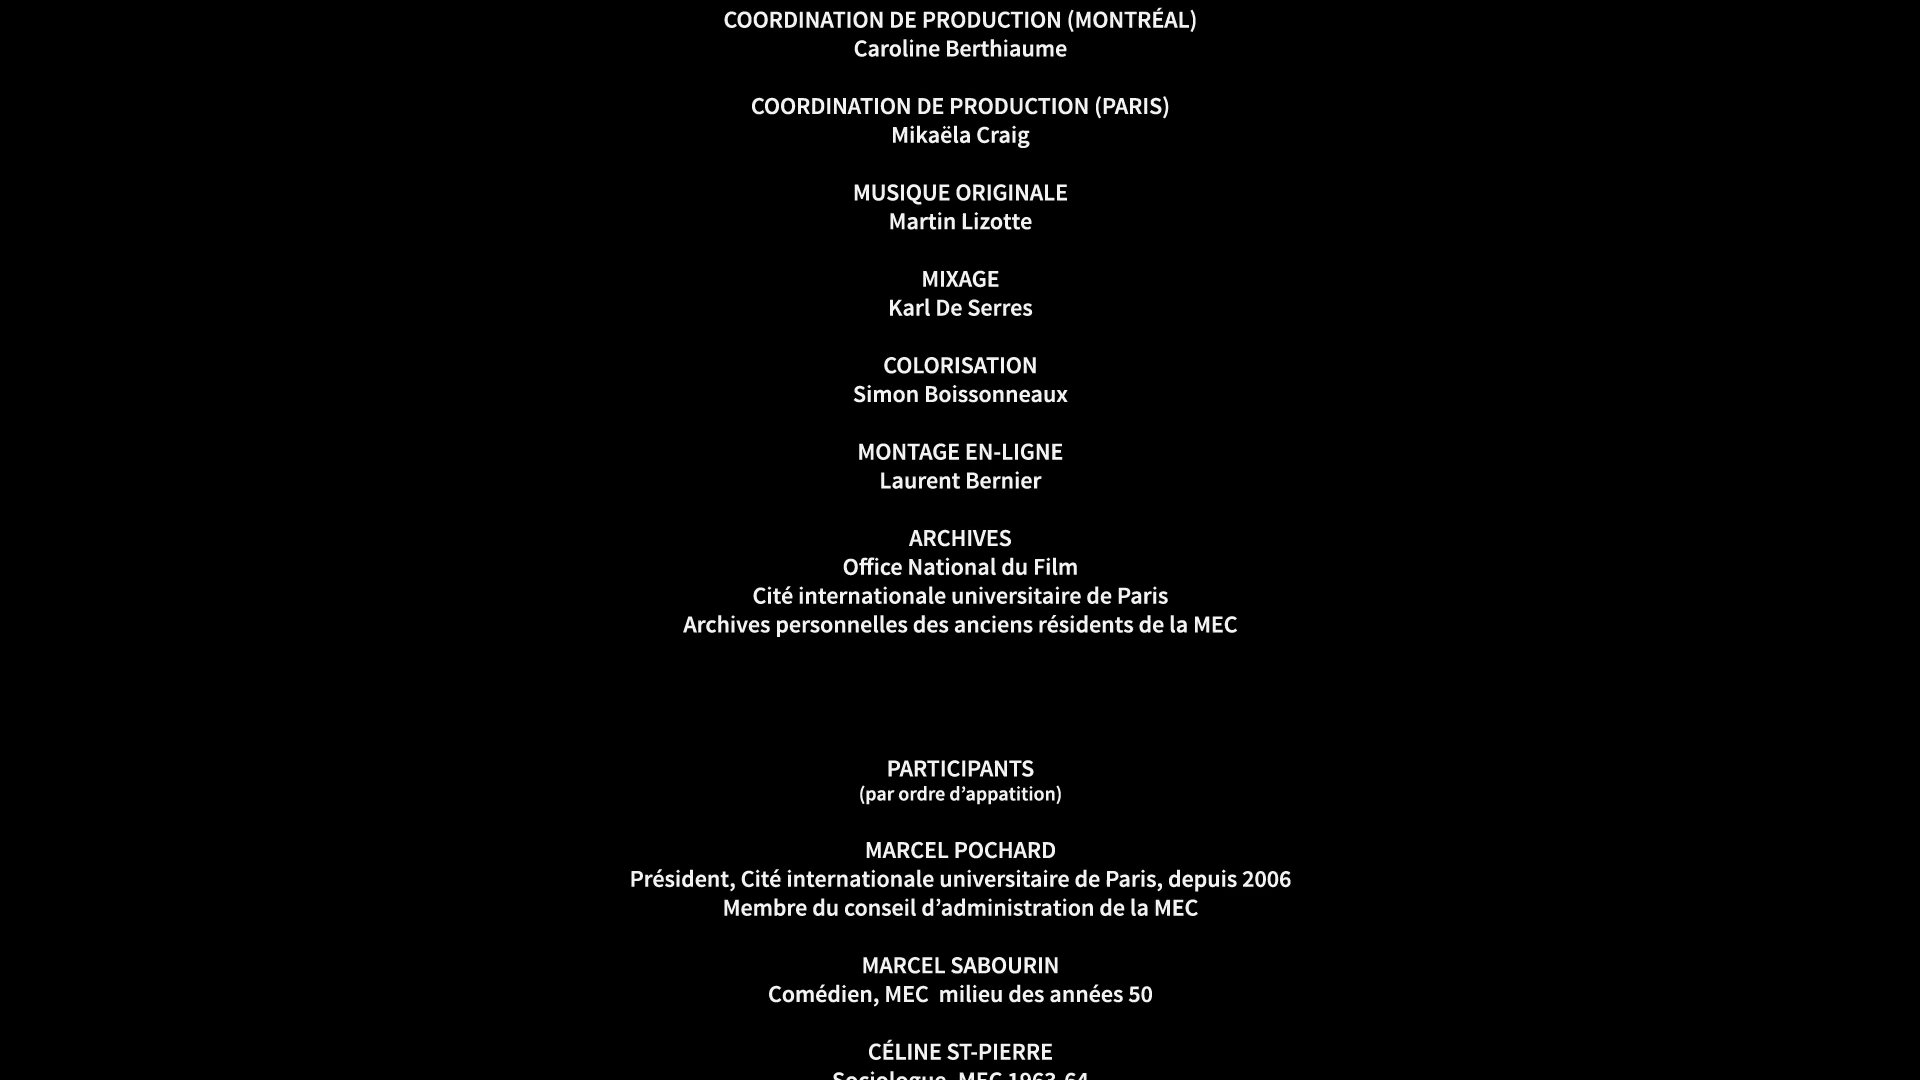 COORDINATION DE PRODUCTION (MONTRÉAL)
Caroline Berthiaume
COORDINATION DE PRODUCTION (PARIS)
Mikaëla Craig
MUSIQUE ORIGINALE
Martin Lizotte
MIXAGE
Karl De Serres
COLORISATION
Simon Boissonneaux
MONTAGE EN-LIGNE
Laurent Bernier
ARCHIVES
Office National du Film
Cité internationale universitaire de Paris
Archives personnelles des anciens résidents de la MEC
PARTICIPANTS
(par ordre d’appatition)
MARCEL POCHARD
Président, Cité internationale universitaire de Paris, depuis 2006
Membre du conseil d’administration de la MEC
MARCEL SABOURIN
Comédien, MEC  milieu des années 50
CÉLINE ST-PIERRE
Sociologue, MEC 1963-64